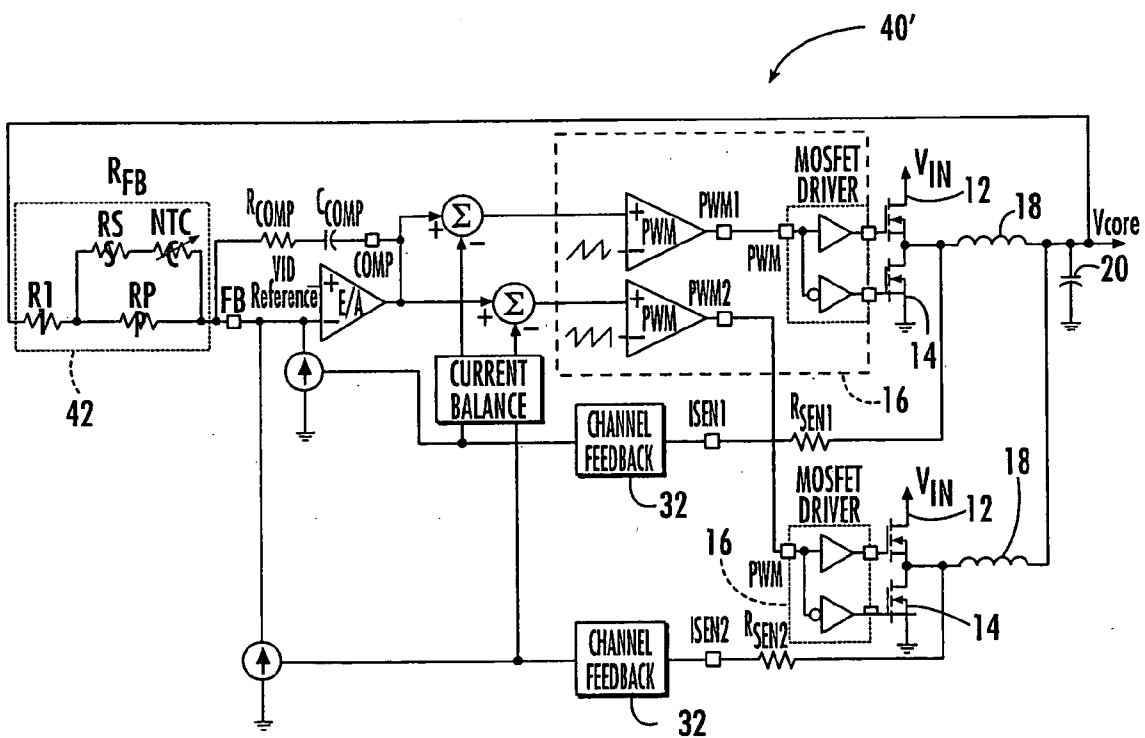 40'
R_FB
RS NTC
R1
RP
42
R_COMP
C_COMP
COMP
VID
Reference
FB
+
−
E/A
Σ
+
−
Σ
+
−
CURRENT
BALANCE
+
−
PWM
PWM1
+
−
PWM
PWM2
MOSFET
DRIVER
PWM
V_IN
12
14
18
Vcore
20
16
CHANNEL
FEEDBACK
32
ISEN1
R_SEN1
MOSFET
DRIVER
16
PWM
V_IN
12
14
18
CHANNEL
FEEDBACK
32
ISEN2
R_SEN2